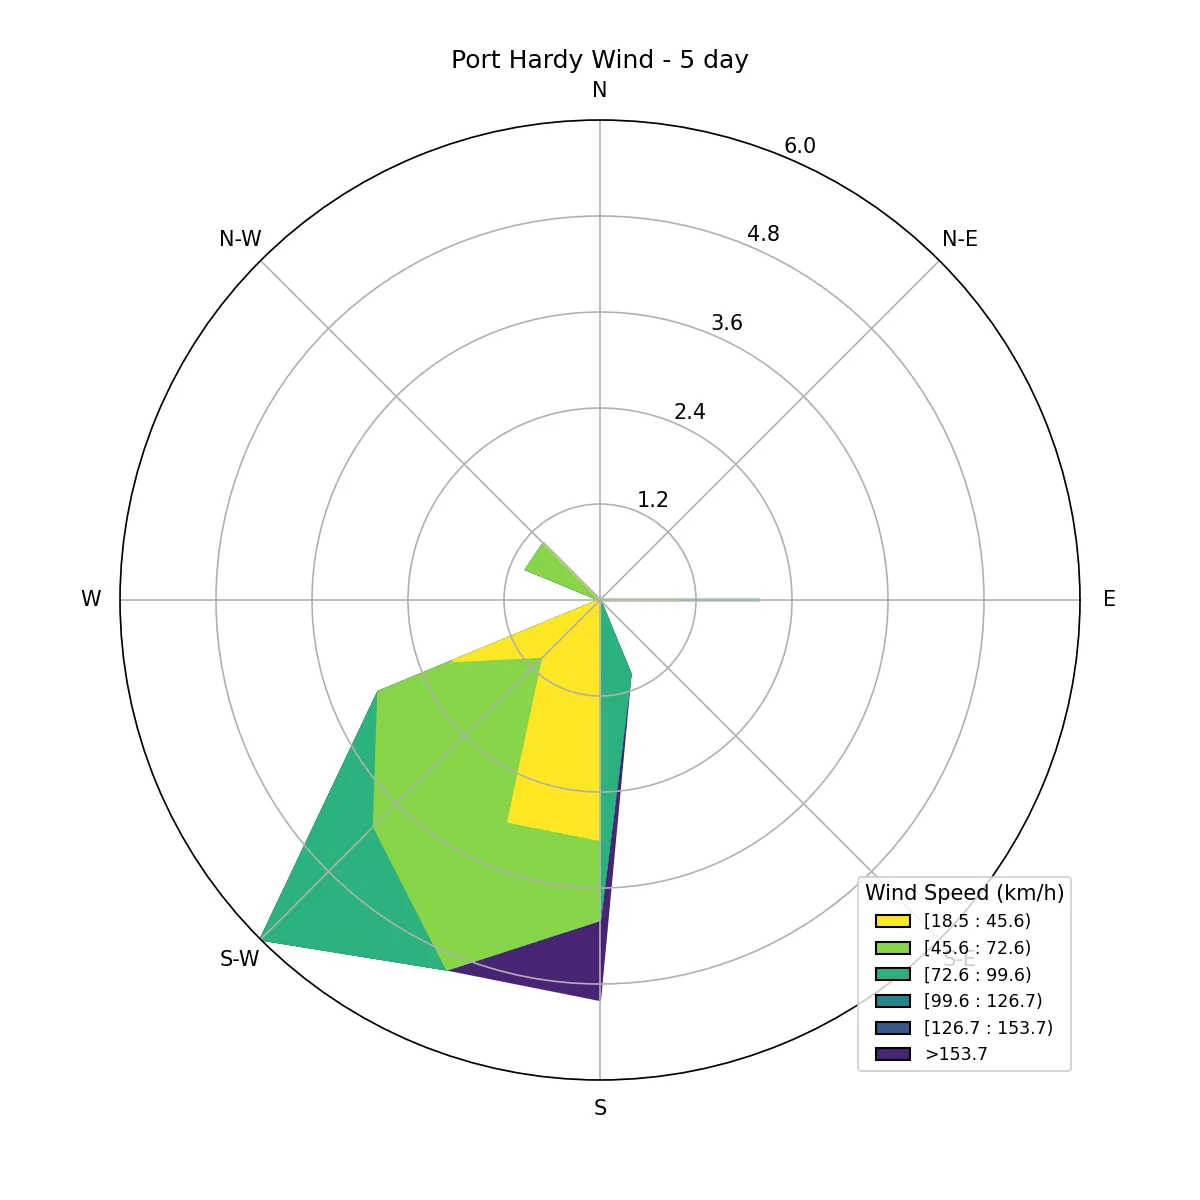 Port Hardy Wind - 5 day
N
6.0
N-W
N-E
4.8
3.6
2.4
1.2
W
E
S-W
S-E
Wind Speed (km/h)
[18.5 : 45.6)
[45.6 : 72.6)
[72.6 : 99.6)
[99.6 : 126.7)
[126.7 : 153.7)
>153.7
S